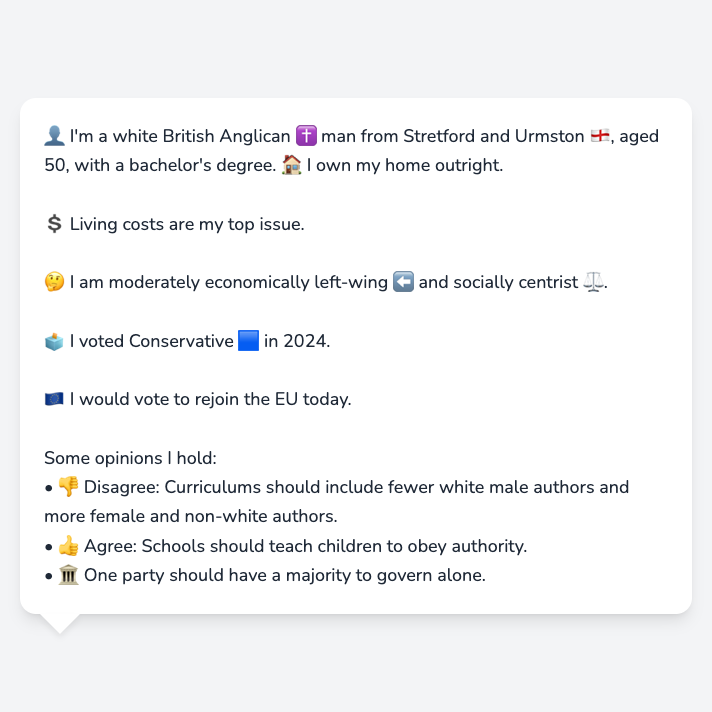 👤 I'm a white British Anglican ✝️ man from Stretford and Urmston 🏴󠁧󠁢󠁥󠁮󠁧󠁿, aged
50, with a bachelor's degree. 🏠 I own my home outright.
💲 Living costs are my top issue.
🤔 I am moderately economically left-wing ⬅️ and socially centrist ⚖️.
🗳️ I voted Conservative 🟦 in 2024.
🇪🇺 I would vote to rejoin the EU today.
Some opinions I hold:
• 👎 Disagree: Curriculums should include fewer white male authors and
more female and non-white authors.
• 👍 Agree: Schools should teach children to obey authority.
• 🏛️ One party should have a majority to govern alone.